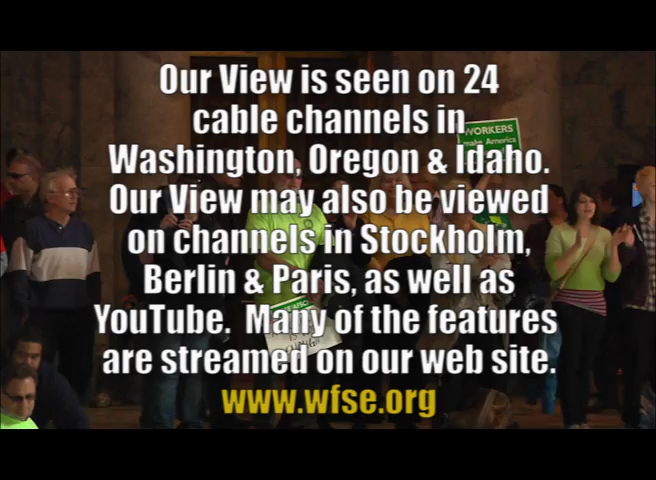 Our View is seen on 24
cable channels in
Washington, Oregon & Idaho.
Our View may also be viewed
on channels in Stockholm,
Berlin & Paris, as well as
YouTube. Many of the features
are streamed on our web site.
www.wfse.org
WORKERS
make America